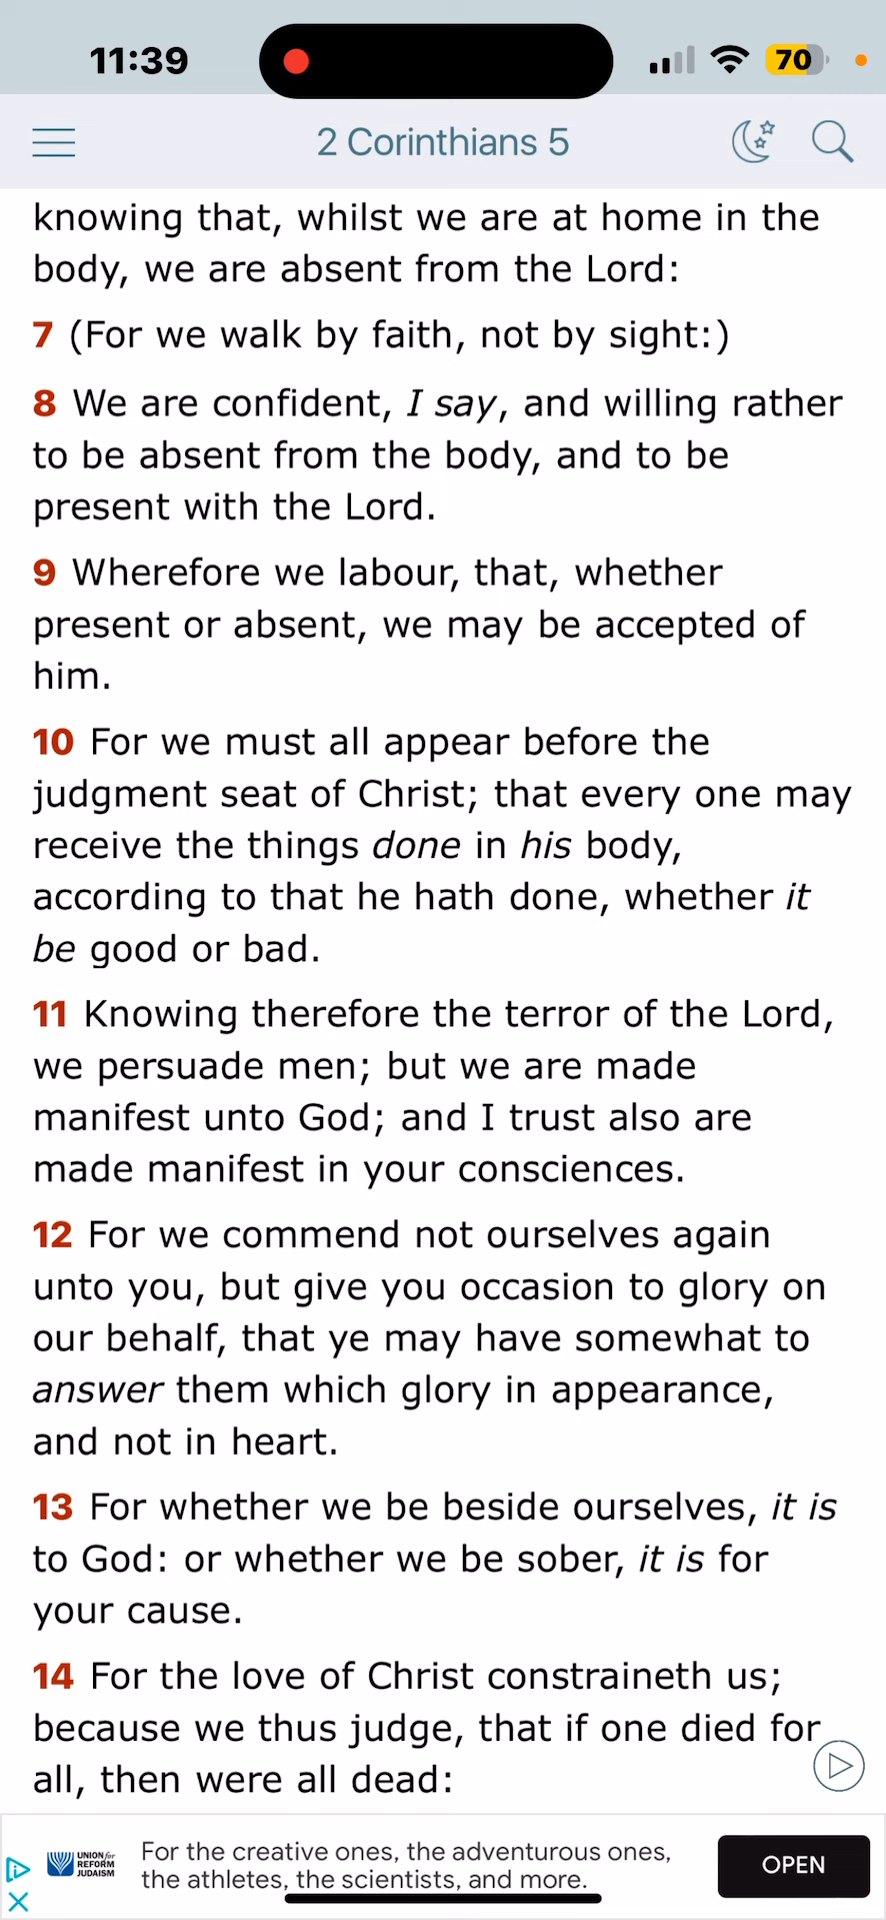 11:39
70
2 Corinthians 5
knowing that, whilst we are at home in the
body, we are absent from the Lord:
7 (For we walk by faith, not by sight:)
8 We are confident, I say, and willing rather
to be absent from the body, and to be
present with the Lord.
9 Wherefore we labour, that, whether
present or absent, we may be accepted of
him.
10 For we must all appear before the
judgment seat of Christ; that every one may
receive the things done in his body,
according to that he hath done, whether it
be good or bad.
11 Knowing therefore the terror of the Lord,
we persuade men; but we are made
manifest unto God; and I trust also are
made manifest in your consciences.
12 For we commend not ourselves again
unto you, but give you occasion to glory on
our behalf, that ye may have somewhat to
answer them which glory in appearance,
and not in heart.
13 For whether we be beside ourselves, it is
to God: or whether we be sober, it is for
your cause.
14 For the love of Christ constraineth us;
because we thus judge, that if one died for
all, then were all dead:
UNION for
REFORM
JUDAISM
For the creative ones, the adventurous ones,
the athletes, the scientists, and more.
OPEN